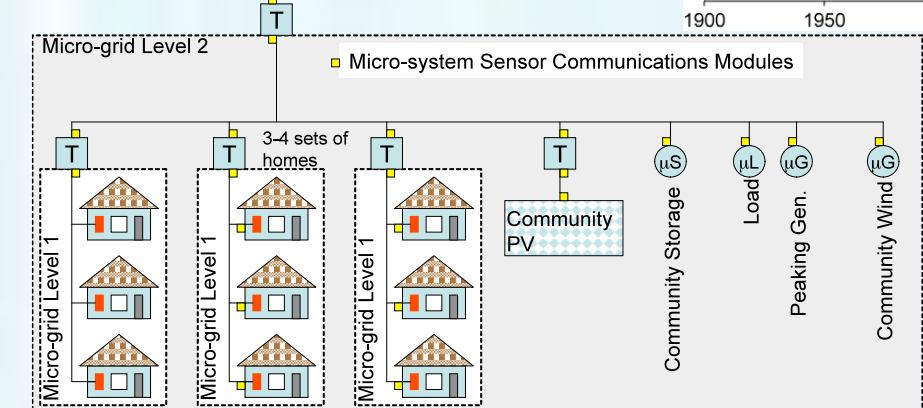 1900
1950
T
Micro-grid Level 2
Micro-system Sensor Communications Modules
3-4 sets of
homes
T
T
T
T
μS
μL
μG
μG
Micro-grid Level 1
Micro-grid Level 1
Micro-grid Level 1
Community
PV
Community Storage
Load
Peaking Gen.
Community Wind